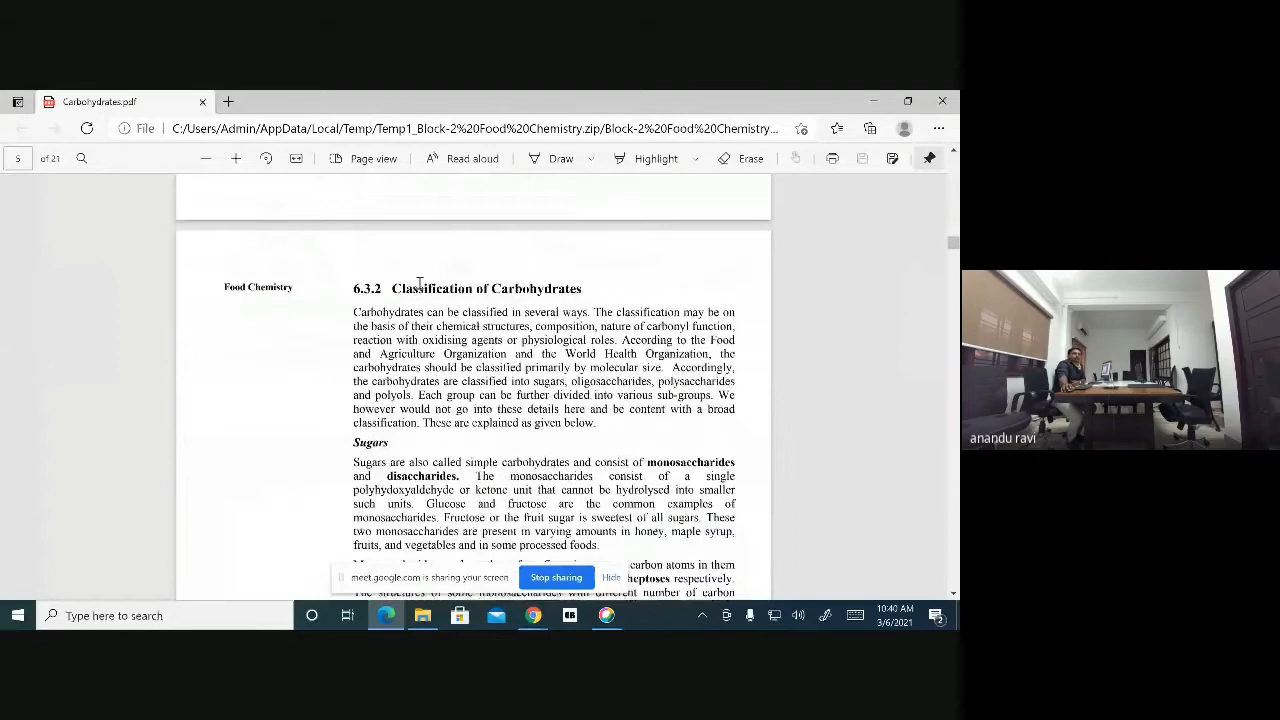 Carbohydrates.pdf
File C:/Users/Admin/AppData/Local/Temp/Temp1_Block-2%20Food%20Chemistry.zip/Block-2%20Food%20Chemistry...
5 of 21 Page view Read aloud Draw Highlight Erase
Food Chemistry
6.3.2 Classification of Carbohydrates
Carbohydrates can be classified in several ways. The classification may be on
the basis of their chemical structures, composition, nature of carbonyl function,
reaction with oxidising agents or physiological roles. According to the Food
and Agriculture Organization and the World Health Organization, the
carbohydrates should be classified primarily by molecular size. Accordingly,
the carbohydrates are classified into sugars, oligosaccharides, polysaccharides
and polyols. Each group can be further divided into various sub-groups. We
however would not go into these details here and be content with a broad
classification. These are explained as given below.
Sugars
Sugars are also called simple carbohydrates and consist of monosaccharides
and disaccharides. The monosaccharides consist of a single
polyhydoxyaldehyde or ketone unit that cannot be hydrolysed into smaller
such units. Glucose and fructose are the common examples of
monosaccharides. Fructose or the fruit sugar is sweetest of all sugars. These
two monosaccharides are present in varying amounts in honey, maple syrup,
fruits, and vegetables and in some processed foods.
carbon atoms in them
heptoses respectively.
The structures of some monosaccharides with different number of carbon
meet.google.com is sharing your screen Stop sharing Hide
Type here to search
10:40 AM
3/6/2021
2
anandu ravi